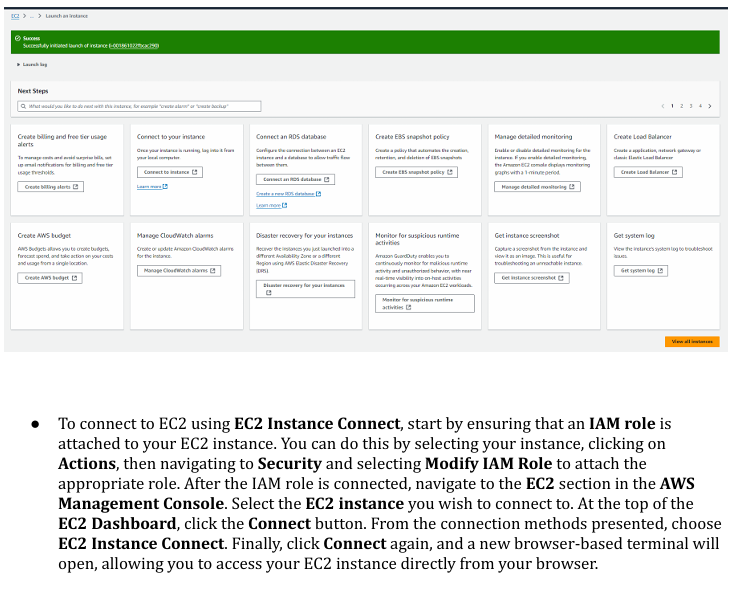 EC2 > ... > Launch an instance
Success
Successfully initiated launch of instance
Launch log
Next Steps
What would you like to do next with this instance, for example "create alarm" or "create backup"
< 1 2 3 4 >
Create billing and free tier usage
alerts
To manage costs and avoid surprise bills, set
up email notifications for billing and free tier
usage thresholds.
Create billing alerts
Connect to your instance
Once your instance is running, log into it from
your local computer.
Connect to instance
Learn more
Connect an RDS database
Configure the connection between an EC2
instance and a database to allow traffic flow
between them.
Connect an RDS database
Create a new RDS database
Learn more
Create EBS snapshot policy
Create a policy that automates the creation,
retention, and deletion of EBS snapshots
Create EBS snapshot policy
Manage detailed monitoring
Enable or disable detailed monitoring for the
instance. If you enable detailed monitoring,
the Amazon EC2 console displays monitoring
graphs with a 1-minute period.
Manage detailed monitoring
Create Load Balancer
Create a application, network gateway or
classic Elastic Load Balancer
Create Load Balancer
Create AWS budget
AWS Budgets allows you to create budgets,
forecast spend, and take action on your costs
and usage from a single location.
Create AWS budget
Manage CloudWatch alarms
Create or update Amazon CloudWatch alarms
for the instance.
Manage CloudWatch alarms
Disaster recovery for your instances
Recover the instances you just launched into a
different Availability Zone or a different
Region using AWS Elastic Disaster Recovery
(DRS).
Disaster recovery for your instances
Monitor for suspicious runtime
activities
Amazon GuardDuty enables you to
continuously monitor for malicious runtime
activity and unauthorized behavior, with near
real-time visibility into on-host activities
occurring across your Amazon EC2 workloads.
Monitor for suspicious runtime
activities
Get instance screenshot
Capture a screenshot from the instance and
view it as an image. This is useful for
troubleshooting an unreachable instance.
Get instance screenshot
Get system log
View the instance's system log to troubleshoot
issues.
Get system log
View all instances
● To connect to EC2 using EC2 Instance Connect, start by ensuring that an IAM role is
attached to your EC2 instance. You can do this by selecting your instance, clicking on
Actions, then navigating to Security and selecting Modify IAM Role to attach the
appropriate role. After the IAM role is connected, navigate to the EC2 section in the AWS
Management Console. Select the EC2 instance you wish to connect to. At the top of the
EC2 Dashboard, click the Connect button. From the connection methods presented, choose
EC2 Instance Connect. Finally, click Connect again, and a new browser-based terminal will
open, allowing you to access your EC2 instance directly from your browser.